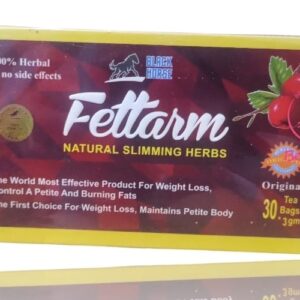 00% Herbal
no side effects
BLACK
HORSE
Fettarm
NATURAL SLIMMING HERBS
he World Most Effective Product For Weight Loss,
ontrol A Petite And Burning Fats
he First Choice For Weight Loss, Maintains Petite Body
Origina
30 Tea
Bags
3gm